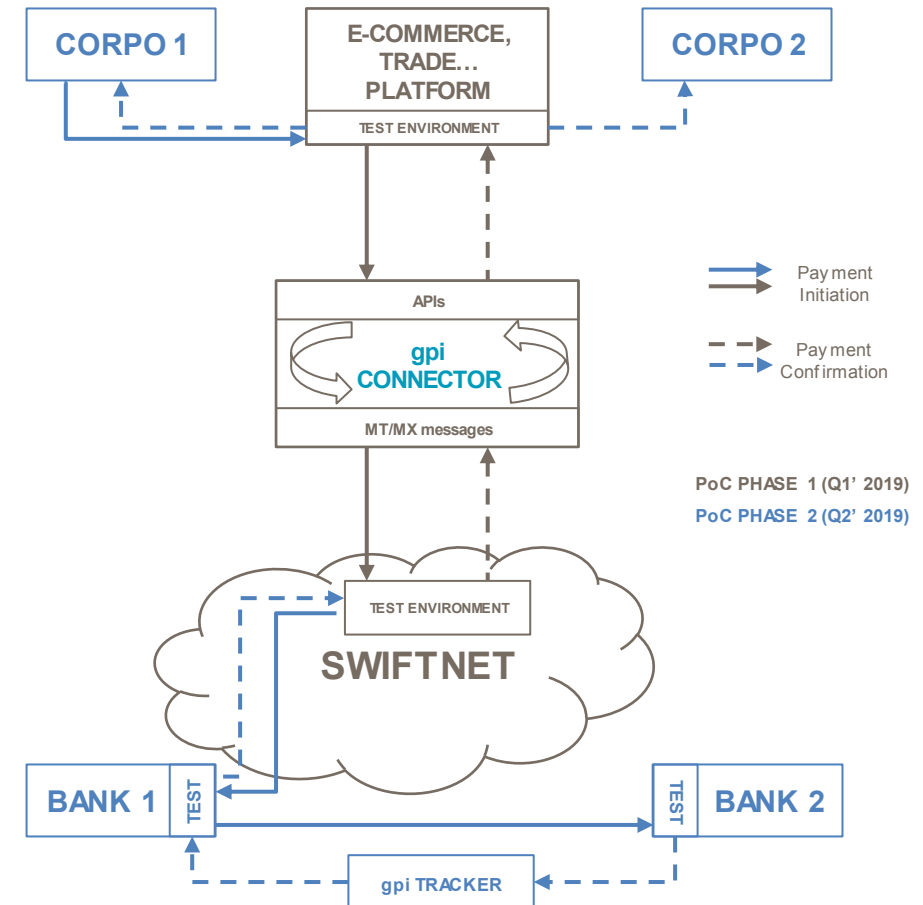 CORPO 1
E-COMMERCE,
TRADE…
PLATFORM
TEST ENVIRONMENT
CORPO 2
APIs
gpi
CONNECTOR
MT/MX messages
Payment
Initiation
Payment
Confirmation
PoC PHASE 1 (Q1' 2019)
PoC PHASE 2 (Q2' 2019)
TEST ENVIRONMENT
SWIFTNET
BANK 1
TEST
TEST
BANK 2
gpi TRACKER